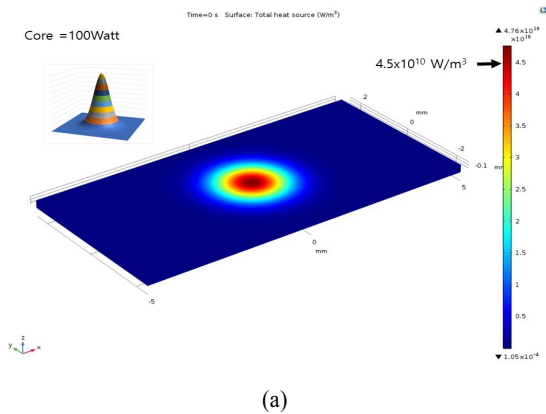 Time=0 s   Surface: Total heat source (W/m³)
Core =100Watt
4.5x10¹⁰ W/m³
▲ 4.76×10¹⁰
×10¹⁰
4.5
4
3.5
3
2.5
2
1.5
1
0.5
▼ 1.05×10⁻⁴
2
mm
0
-2
-0.1
mm
5
0
mm
-5
z
y
x
(a)